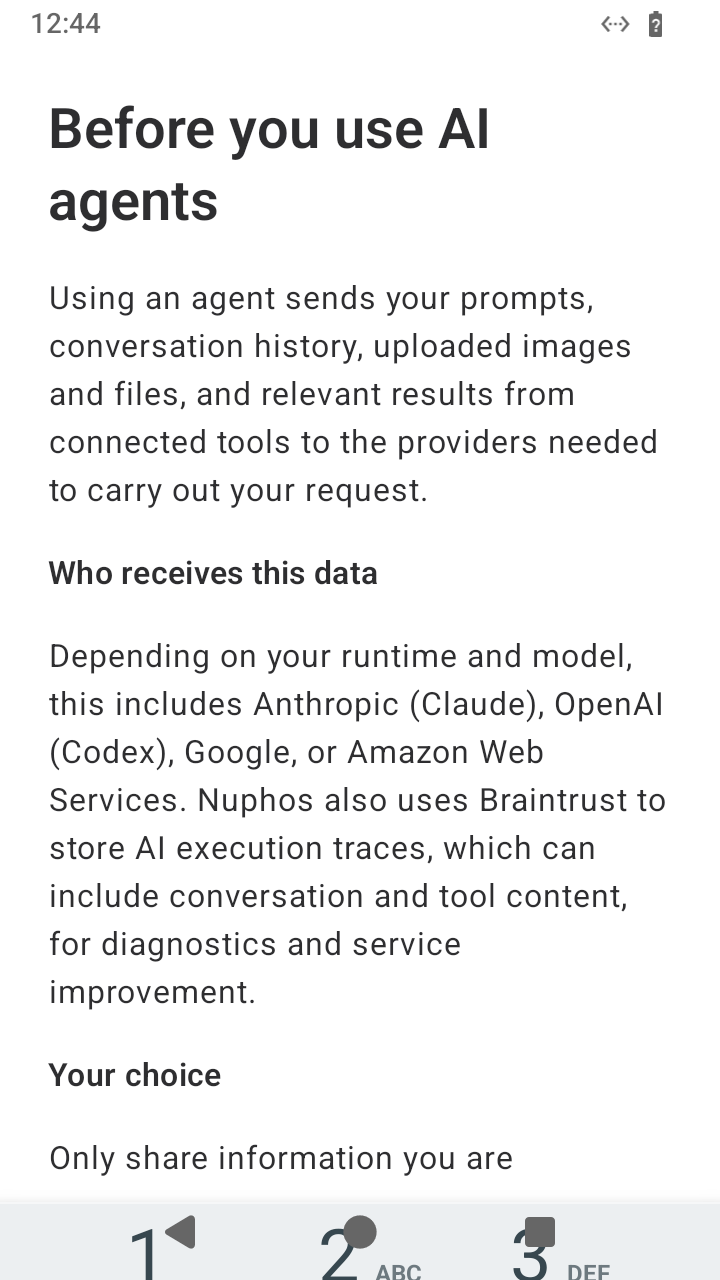 12:44
Before you use AI
agents
Using an agent sends your prompts,
conversation history, uploaded images
and files, and relevant results from
connected tools to the providers needed
to carry out your request.
Who receives this data
Depending on your runtime and model,
this includes Anthropic (Claude), OpenAI
(Codex), Google, or Amazon Web
Services. Nuphos also uses Braintrust to
store AI execution traces, which can
include conversation and tool content,
for diagnostics and service
improvement.
Your choice
Only share information you are
1 2 ABC 3 DEF